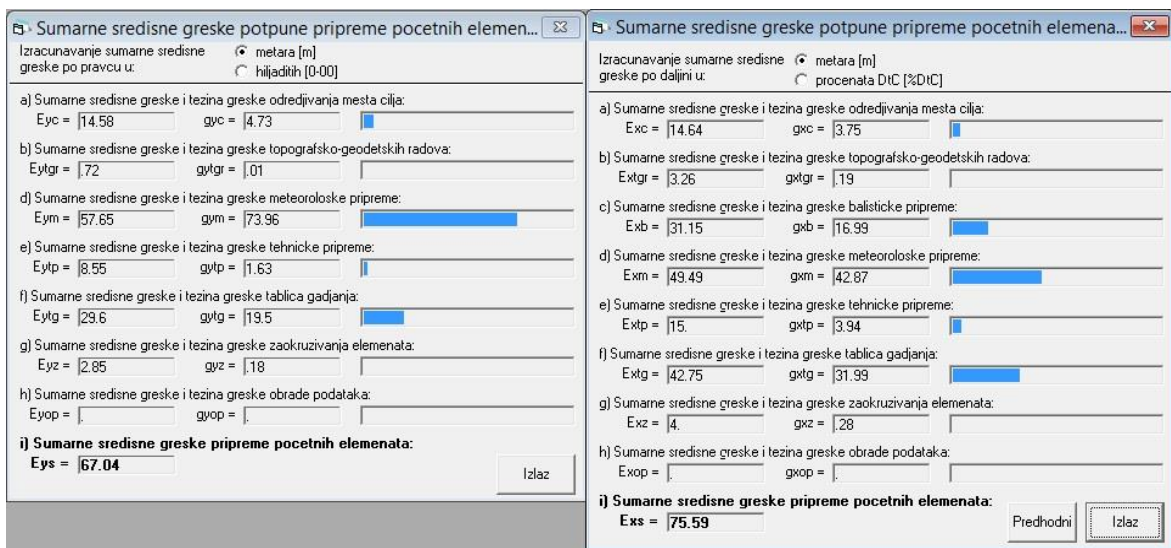 Sumarne sredisne greske potpune pripreme pocetnih elemen...
Izracunavanje sumarne sredisne
greske po pravcu u:
metara [m]
hiljaditih [0-00]
a) Sumarne sredisne greske i tezina greske odredjivanja mesta cilja:
Eyc = 14.58 gyc = 4.73
b) Sumarne sredisne greske i tezina greske topografsko-geodetskih radova:
Eytgr = .72 gytgr = .01
d) Sumarne sredisne greske i tezina greske meteoroloske pripreme:
Eym = 57.65 gym = 73.96
e) Sumarne sredisne greske i tezina greske tehnicke pripreme:
Eytp = 8.55 gytp = 1.63
f) Sumarne sredisne greske i tezina greske tablica gadjanja:
Eytg = 29.6 gytg = 19.5
g) Sumarne sredisne greske i tezina greske zaokruzivanja elemenata:
Eyz = 2.85 gyz = .18
h) Sumarne sredisne greske i tezina greske obrade podataka:
Eyop = . gyop = .
i) Sumarne sredisne greske pripreme pocetnih elemenata:
Eys = 67.04
Izlaz
Sumarne sredisne greske potpune pripreme pocetnih elemena...
Izracunavanje sumarne sredisne
greske po daljini u:
metara [m]
procenata DtC [%DtC]
a) Sumarne sredisne greske i tezina greske odredjivanja mesta cilja:
Exc = 14.64 gxc = 3.75
b) Sumarne sredisne greske i tezina greske topografsko-geodetskih radova:
Extgr = 3.26 gxtgr = .19
c) Sumarne sredisne greske i tezina greske balisticke pripreme:
Exb = 31.15 gxb = 16.99
d) Sumarne sredisne greske i tezina greske meteoroloske pripreme:
Exm = 49.49 gxm = 42.87
e) Sumarne sredisne greske i tezina greske tehnicke pripreme:
Extp = 15. gxtp = 3.94
f) Sumarne sredisne greske i tezina greske tablica gadjanja:
Extg = 42.75 gxtg = 31.99
g) Sumarne sredisne greske i tezina greske zaokruzivanja elemenata:
Exz = 4. gxz = .28
h) Sumarne sredisne greske i tezina greske obrade podataka:
Exop = . gxop = .
i) Sumarne sredisne greske pripreme pocetnih elemenata:
Exs = 75.59
Predhodni
Izlaz